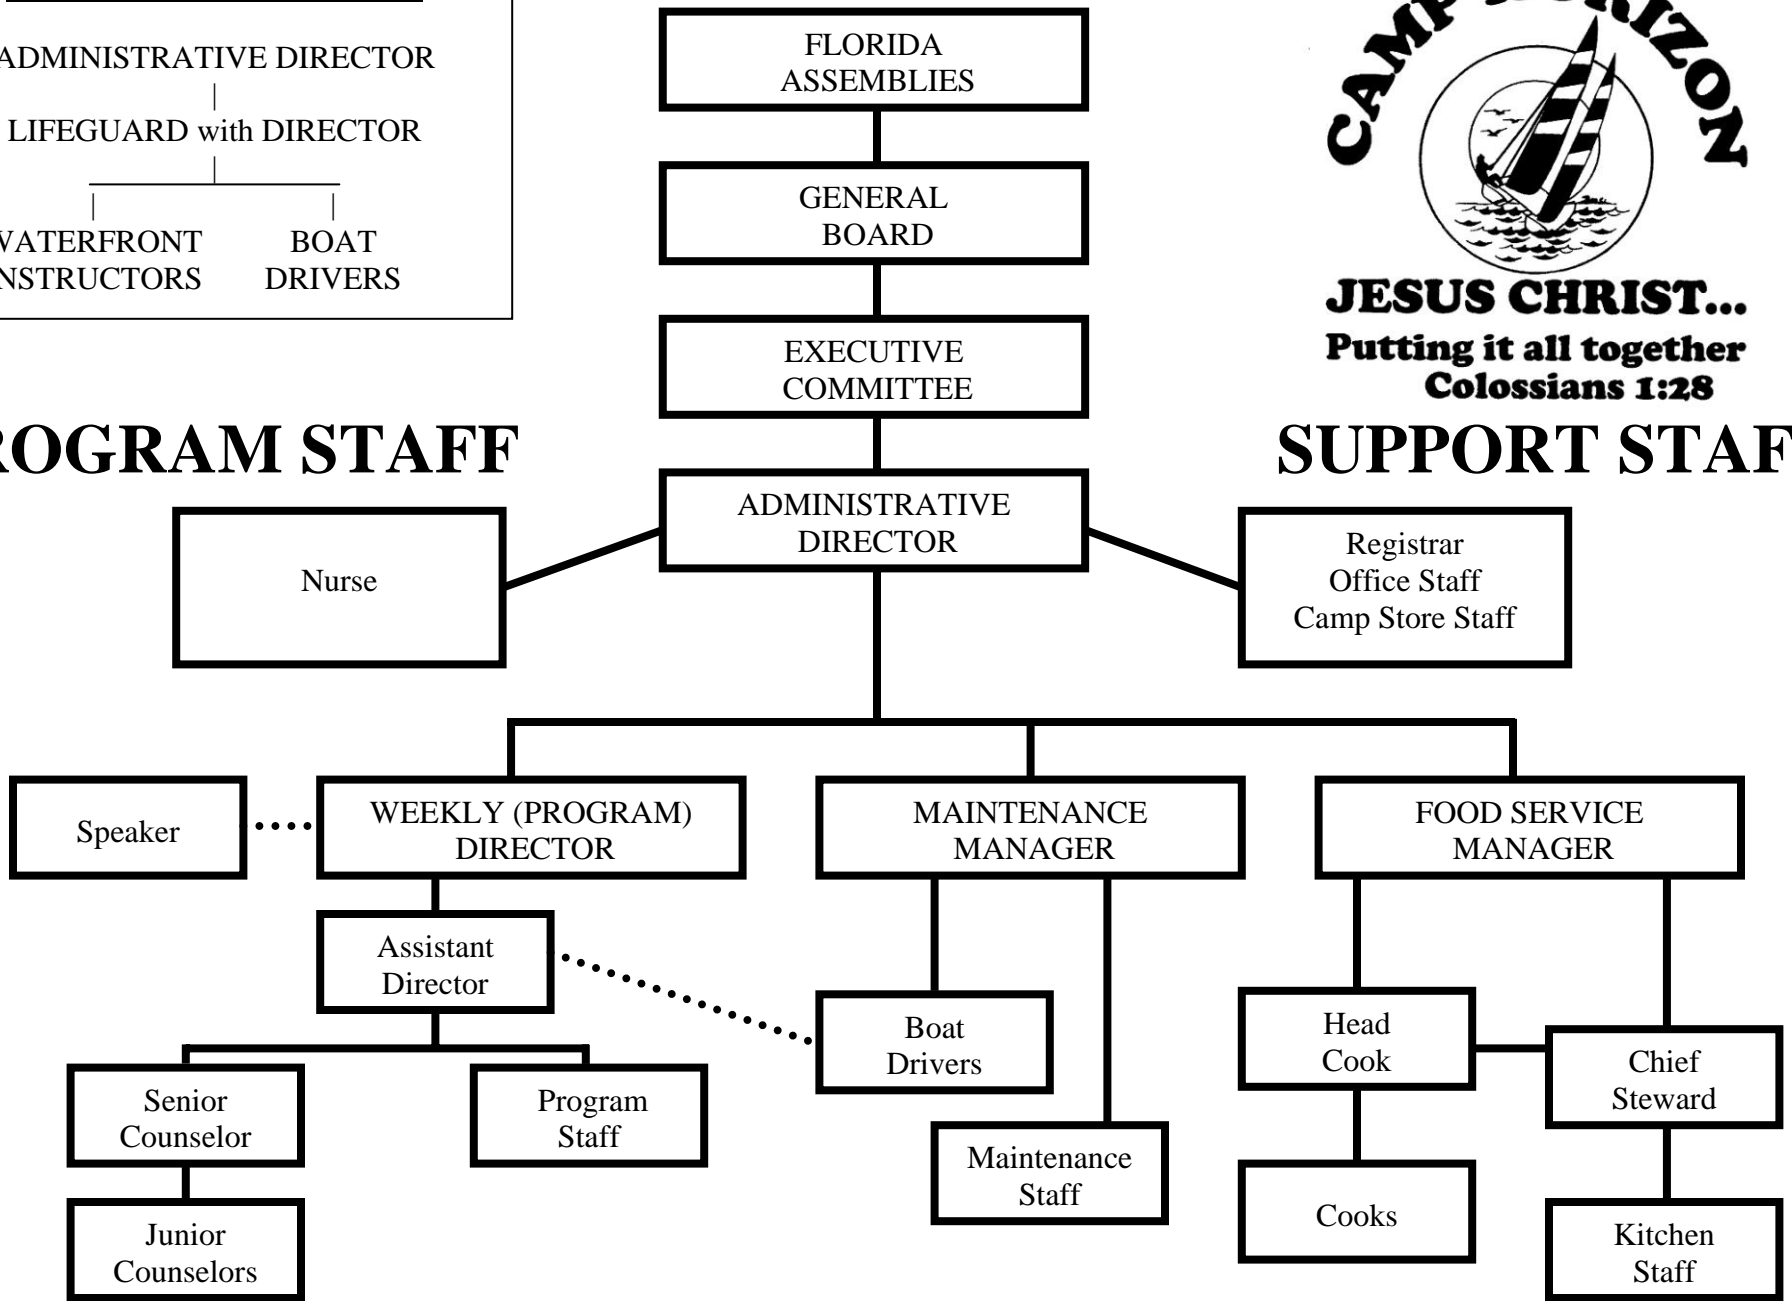 ADMINISTRATIVE DIRECTOR
LIFEGUARD with DIRECTOR
WATERFRONT
NSTRUCTORS
BOAT
DRIVERS
FLORIDA
ASSEMBLIES
GENERAL
BOARD
EXECUTIVE
COMMITTEE
CAMP HORIZON
JESUS CHRIST...
Putting it all together
Colossians 1:28
ROGRAM STAFF
SUPPORT STAF
ADMINISTRATIVE
DIRECTOR
Nurse
Registrar
Office Staff
Camp Store Staff
Speaker
WEEKLY (PROGRAM)
DIRECTOR
MAINTENANCE
MANAGER
FOOD SERVICE
MANAGER
Assistant
Director
Boat
Drivers
Head
Cook
Chief
Steward
Senior
Counselor
Program
Staff
Maintenance
Staff
Cooks
Junior
Counselors
Kitchen
Staff